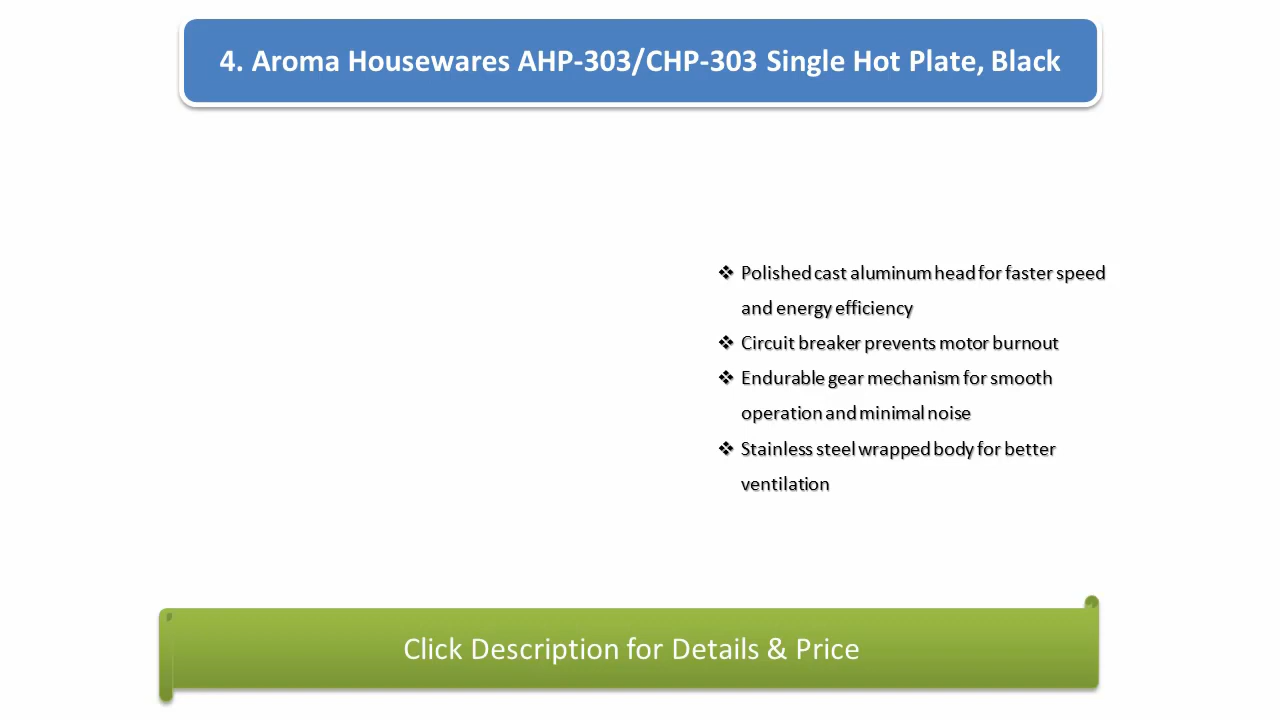 4. Aroma Housewares AHP-303/CHP-303 Single Hot Plate, Black
❖ Polished cast aluminum head for faster speed
and energy efficiency
❖ Circuit breaker prevents motor burnout
❖ Endurable gear mechanism for smooth
operation and minimal noise
❖ Stainless steel wrapped body for better
ventilation
Click Description for Details & Price